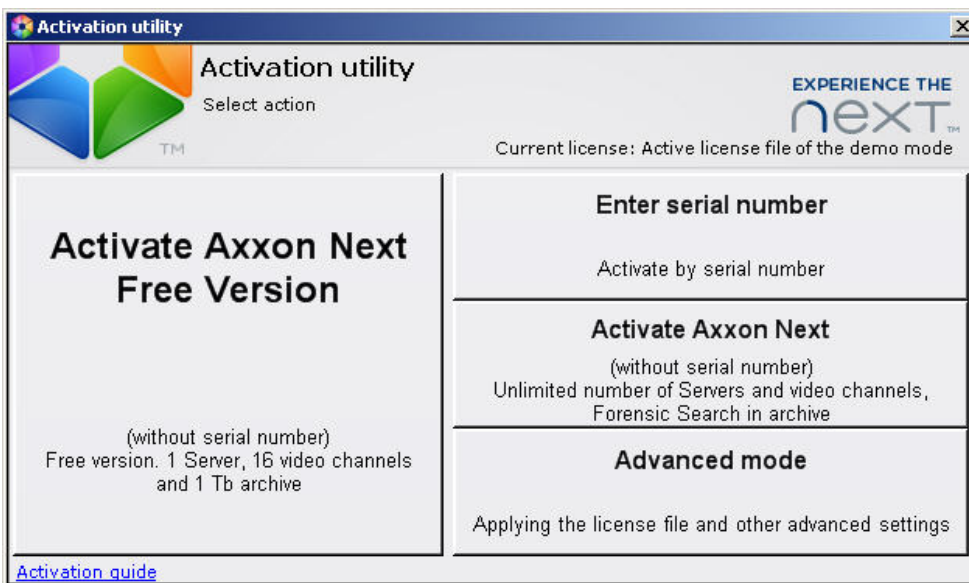 Activation utility
Activation utility
Select action
TM
EXPERIENCE THE
next TM
Current license: Active license file of the demo mode
Activate Axxon Next
Free Version
(without serial number)
Free version. 1 Server, 16 video channels
and 1 Tb archive
Enter serial number
Activate by serial number
Activate Axxon Next
(without serial number)
Unlimited number of Servers and video channels,
Forensic Search in archive
Advanced mode
Applying the license file and other advanced settings
Activation guide